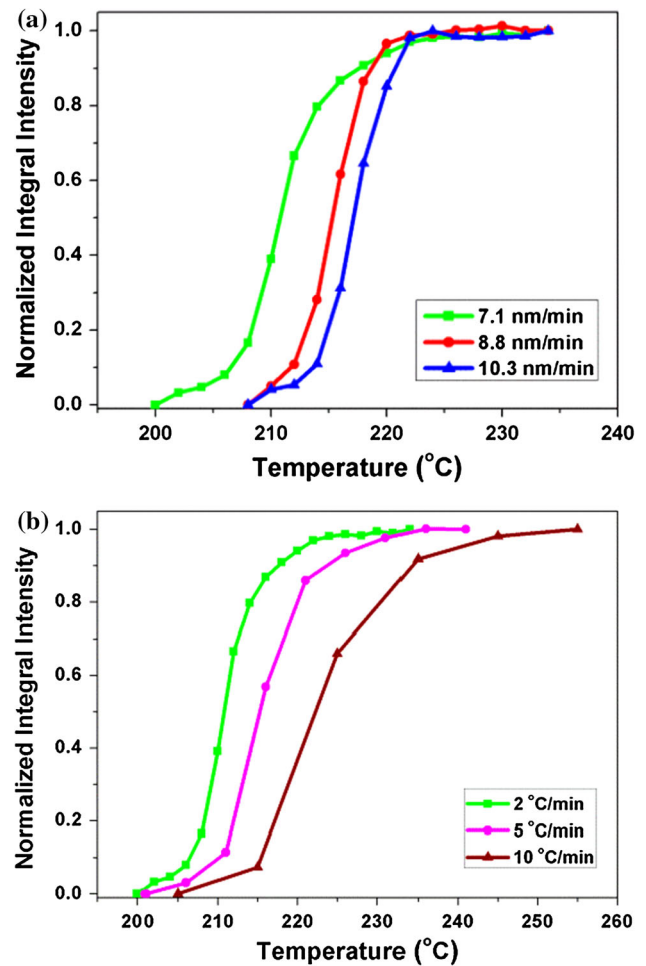 (a)
Normalized Integral Intensity
1.0
0.8
0.6
0.4
0.2
0.0
7.1 nm/min
8.8 nm/min
10.3 nm/min
200 210 220 230 240
Temperature (°C)
(b)
Normalized Integral Intensity
1.0
0.8
0.6
0.4
0.2
0.0
2 °C/min
5 °C/min
10 °C/min
200 210 220 230 240 250 260
Temperature (°C)